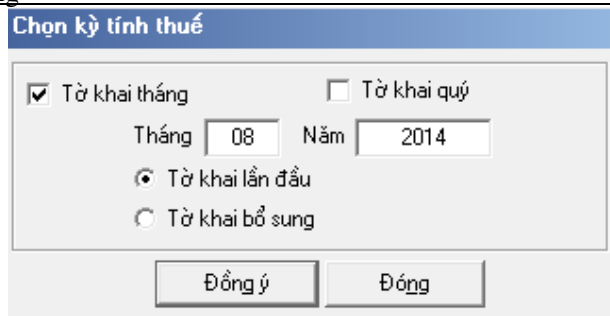 Chọn kỳ tính thuế
Tờ khai tháng Tờ khai quý
Tháng 08 Năm 2014
Tờ khai lần đầu
Tờ khai bổ sung
Đồng ý Đóng